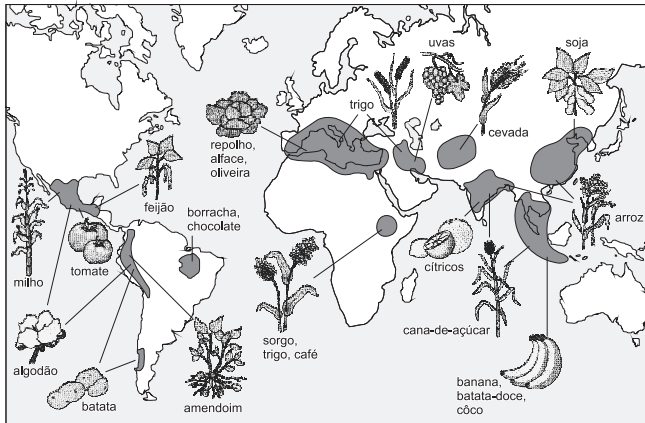 uvas
soja
trigo
cevada
repolho,
alface,
oliveira
feijão
borracha,
chocolate
arroz
milho
tomate
cítricos
sorgo,
trigo, café
cana-de-açúcar
algodão
batata
amendoim
banana,
batata-doce,
côco